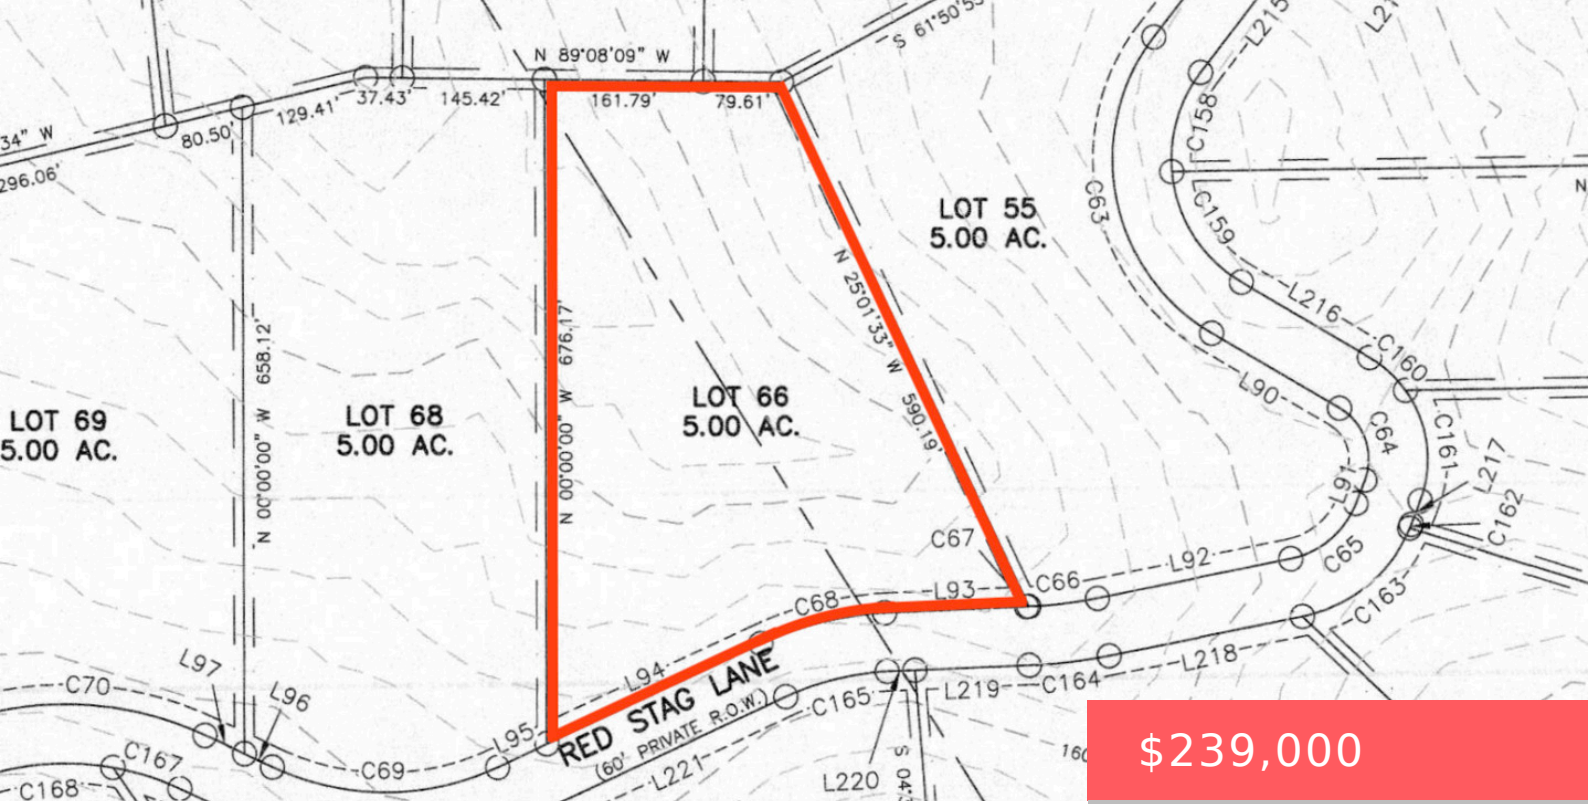 S 61°50'53
L215
L21
N 89°08'09" W
34" W
296.06'
80.50'
129.41'
37.43'
145.42'
161.79'
79.61'
C158
N
C63
C159
LOT 55
5.00 AC.
N 25°01'33" W 590.19'
L216
C160
L90
C64
C161
L217
L91
C162
N 00°00'00" W 658.12'
N 00°00'00" W 676.17'
LOT 69
5.00 AC.
LOT 68
5.00 AC.
LOT 66
5.00 AC.
C67
C66
L93
L92
C65
C163
C68
L94
L97
L96
C70
L95
RED STAG LANE
(60' PRIVATE R.O.W.)
C165
L219
C164
L218
C167
C69
C168
L221
L220
S 04°
160
$239,000